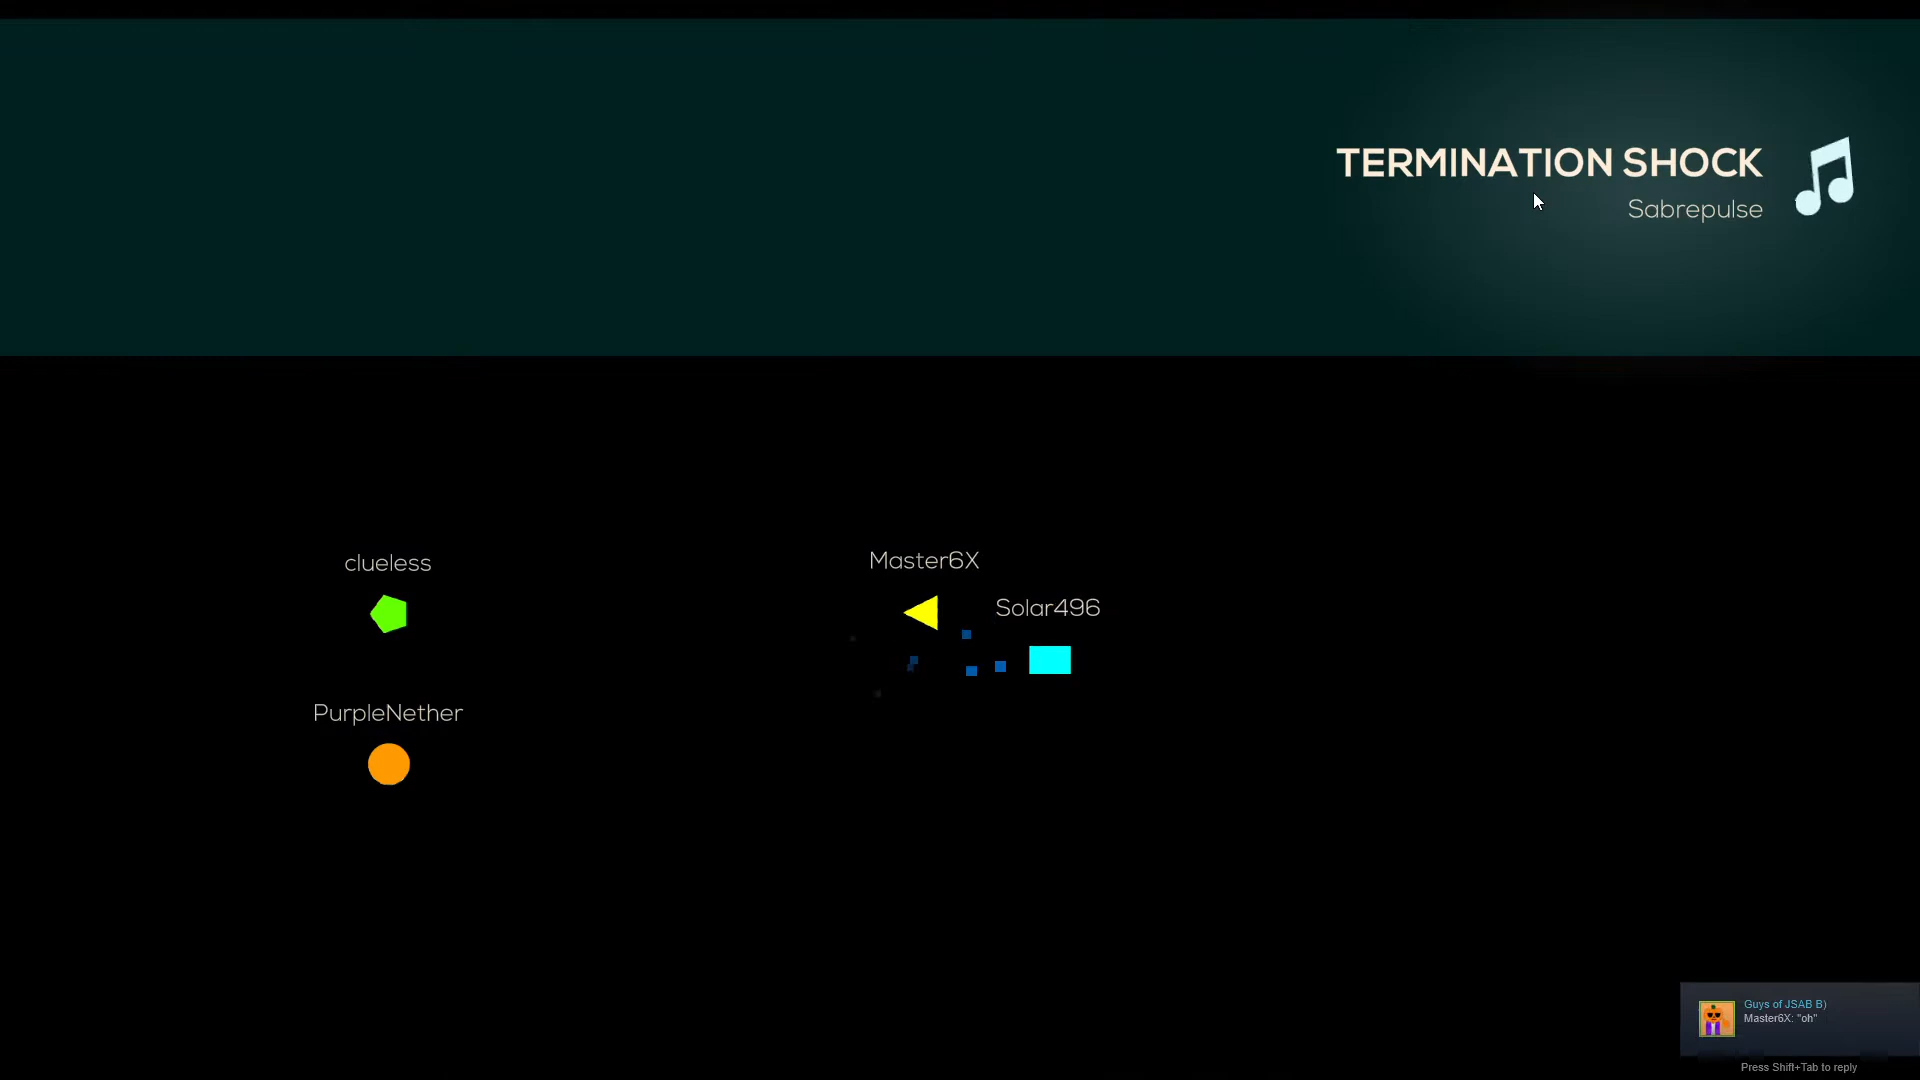 TERMINATION SHOCK
Sabrepulse
clueless
Master6X
Solar496
PurpleNether
Guys of JSAB B)
Master6X: "oh"
Press Shift+Tab to reply